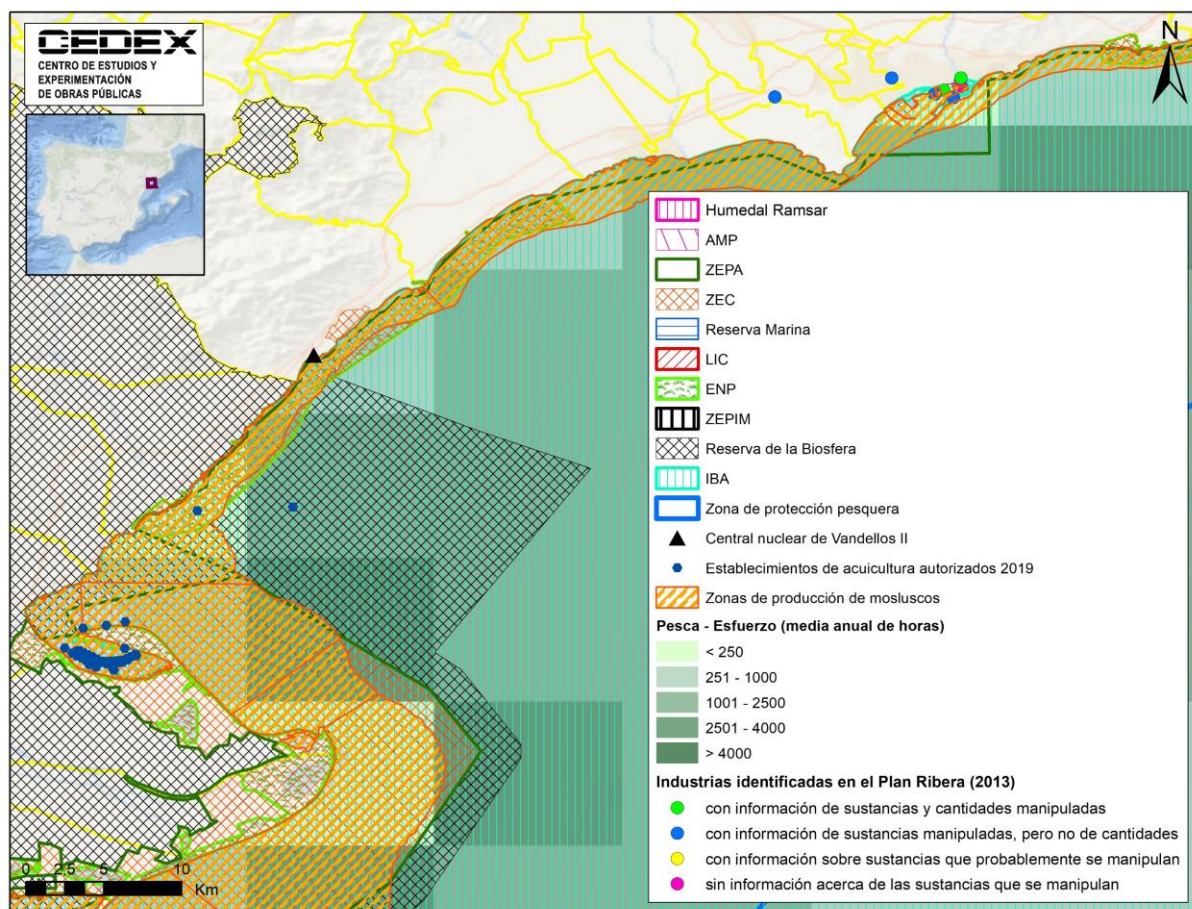 CEDEX
CENTRO DE ESTUDIOS Y
EXPERIMENTACIÓN
DE OBRAS PÚBLICAS
N
Humedal Ramsar
AMP
ZEPA
ZEC
Reserva Marina
LIC
ENP
ZEPIM
Reserva de la Biosfera
IBA
Zona de protección pesquera
Central nuclear de Vandellos II
Establecimientos de acuicultura autorizados 2019
Zonas de producción de mosluscos
Pesca - Esfuerzo (media anual de horas)
< 250
251 - 1000
1001 - 2500
2501 - 4000
> 4000
Industrias identificadas en el Plan Ribera (2013)
con información de sustancias y cantidades manipuladas
con información de sustancias manipuladas, pero no de cantidades
con información sobre sustancias que probablemente se manipulan
sin información acerca de las sustancias que se manipulan
0 2,5 5 10
Km